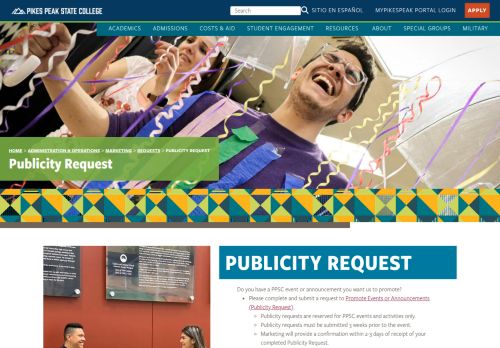 PIKES PEAK STATE COLLEGE
Search
SITIO EN ESPAÑOL
MYPIKESPEAK PORTAL LOGIN
APPLY
ACADEMICS ADMISSIONS COSTS & AID STUDENT ENGAGEMENT RESOURCES ABOUT SPECIAL GROUPS MILITARY
HOME > ADMINISTRATION & OPERATIONS > MARKETING > REQUESTS > PUBLICITY REQUEST
Publicity Request
PUBLICITY REQUEST
Do you have a PPSC event or announcement you want us to promote?
Please complete and submit a request to Promote Events or Announcements
(Publicity Request)
Publicity requests are reserved for PPSC events and activities only.
Publicity requests must be submitted 5 weeks prior to the event.
Marketing will provide a confirmation within 2-3 days of receipt of your
completed Publicity Request.